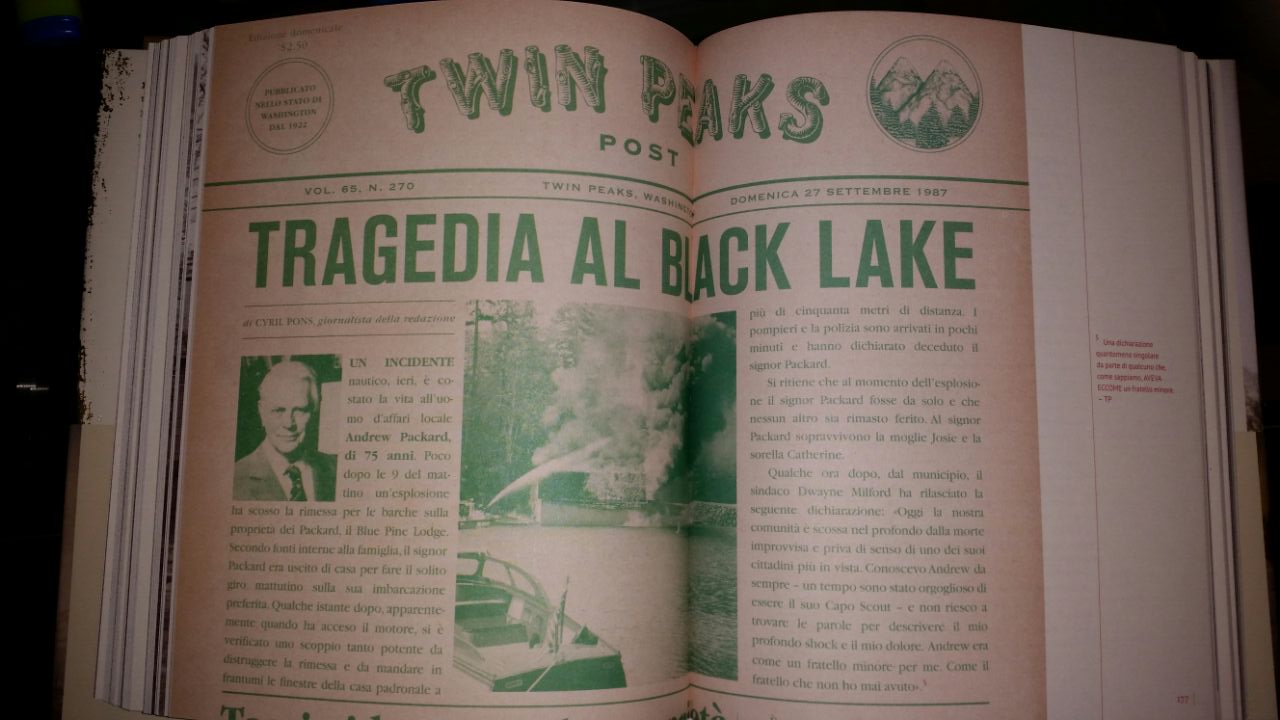 Edizione domenicale
$2.50
PUBBLICATO
NELLO STATO DI
WASHINGTON
DAL 1922
TWIN PEAKS
POST
VOL. 65, N. 270
TWIN PEAKS, WASHINGTON
DOMENICA 27 SETTEMBRE 1987
TRAGEDIA AL BLACK LAKE
di CYRIL PONS, giornalista della redazione
UN INCIDENTE
nautico, ieri, è co-
stato la vita all'uo-
mo d'affari locale
Andrew Packard,
di 75 anni. Poco
dopo le 9 del mat-
tino un'esplosione
ha scosso la rimessa per le barche sulla
proprietà dei Packard, il Blue Pine Lodge.
Secondo fonti interne alla famiglia, il signor
Packard era uscito di casa per fare il solito
giro mattutino sulla sua imbarcazione
preferita. Qualche istante dopo, apparente-
mente quando ha acceso il motore, si è
verificato uno scoppio tanto potente da
distruggere la rimessa e da mandare in
frantumi le finestre della casa padronale a
più di cinquanta metri di distanza. I
pompieri e la polizia sono arrivati in pochi
minuti e hanno dichiarato deceduto il
signor Packard.
Si ritiene che al momento dell'esplosio-
ne il signor Packard fosse da solo e che
nessun altro sia rimasto ferito. Al signor
Packard sopravvivono la moglie Josie e la
sorella Catherine.
Qualche ora dopo, dal municipio, il
sindaco Dwayne Milford ha rilasciato la
seguente dichiarazione: «Oggi la nostra
comunità è scossa nel profondo dalla morte
improvvisa e priva di senso di uno dei suoi
cittadini più in vista. Conoscevo Andrew da
sempre – un tempo sono stato orgoglioso di
essere il suo Capo Scout – e non riesco a
trovare le parole per descrivere il mio
profondo shock e il mio dolore. Andrew era
come un fratello minore per me. Come il
fratello che non ho mai avuto».5
5 Una dichiarazione
quantomeno singolare
da parte di qualcuno che,
come sappiamo, AVEVA
ECCOME un fratello minore.
– TP
177